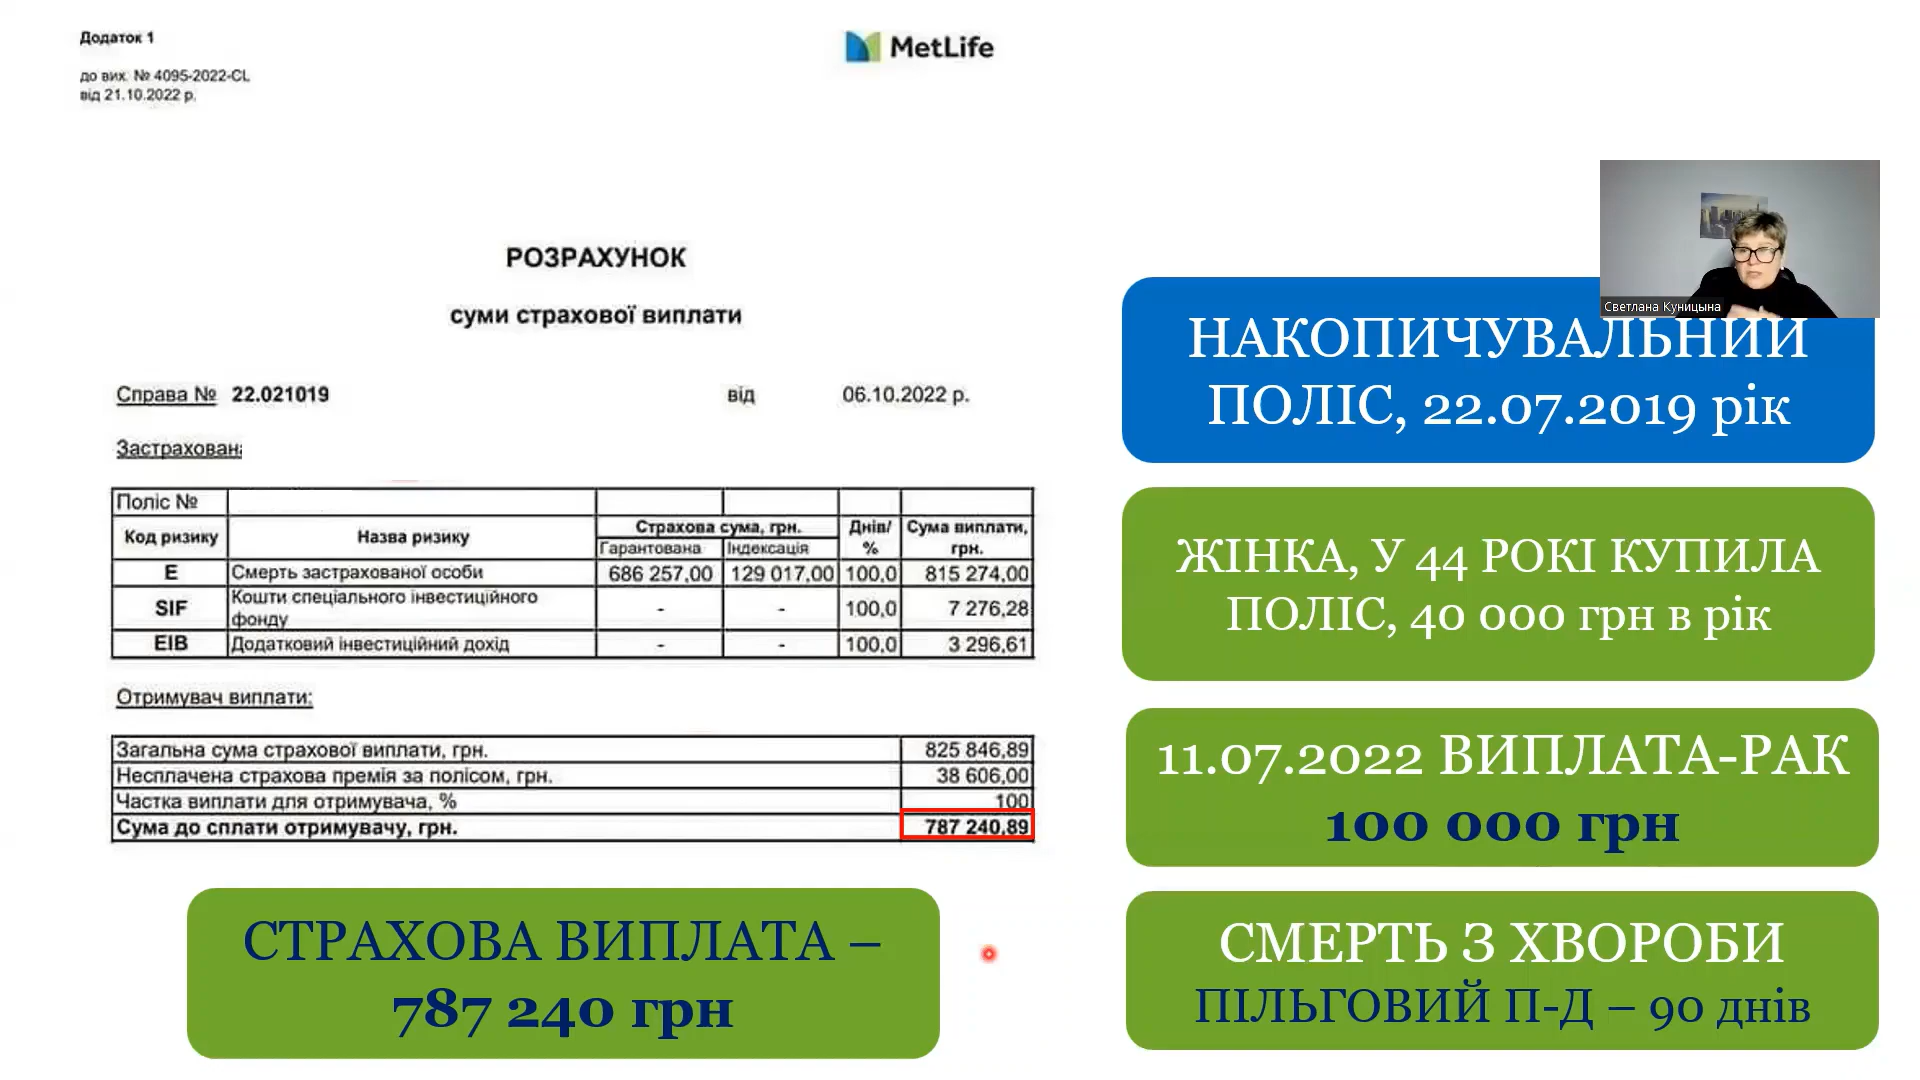 Додаток 1
до вих. № 4095-2022-CL
від 21.10.2022 р.
MetLife
РОЗРАХУНОК
суми страхової виплати
Справа № 22.021019 від 06.10.2022 р.
Застрахована
Поліс №
Код ризику Назва ризику Страхова сума, грн. Днів/ % Сума виплати, грн.
Гарантована Індексація
E Смерть застрахованої особи 686 257,00 129 017,00 100,0 815 274,00
SIF Кошти спеціального інвестиційного фонду - - 100,0 7 276,28
EIB Додатковий інвестиційний дохід - - 100,0 3 296,61
Отримувач виплати:
Загальна сума страхової виплати, грн. 825 846,89
Несплачена страхова премія за полісом, грн. 38 606,00
Частка виплати для отримувача, % 100
Сума до сплати отримувачу, грн. 787 240,89
СТРАХОВА ВИПЛАТА –
787 240 грн
Светлана Куницына
НАКОПИЧУВАЛЬНИЙ
ПОЛІС, 22.07.2019 рік
ЖІНКА, У 44 РОКІ КУПИЛА
ПОЛІС, 40 000 грн в рік
11.07.2022 ВИПЛАТА-РАК
100 000 грн
СМЕРТЬ З ХВОРОБИ
ПІЛЬГОВИЙ П-Д – 90 днів